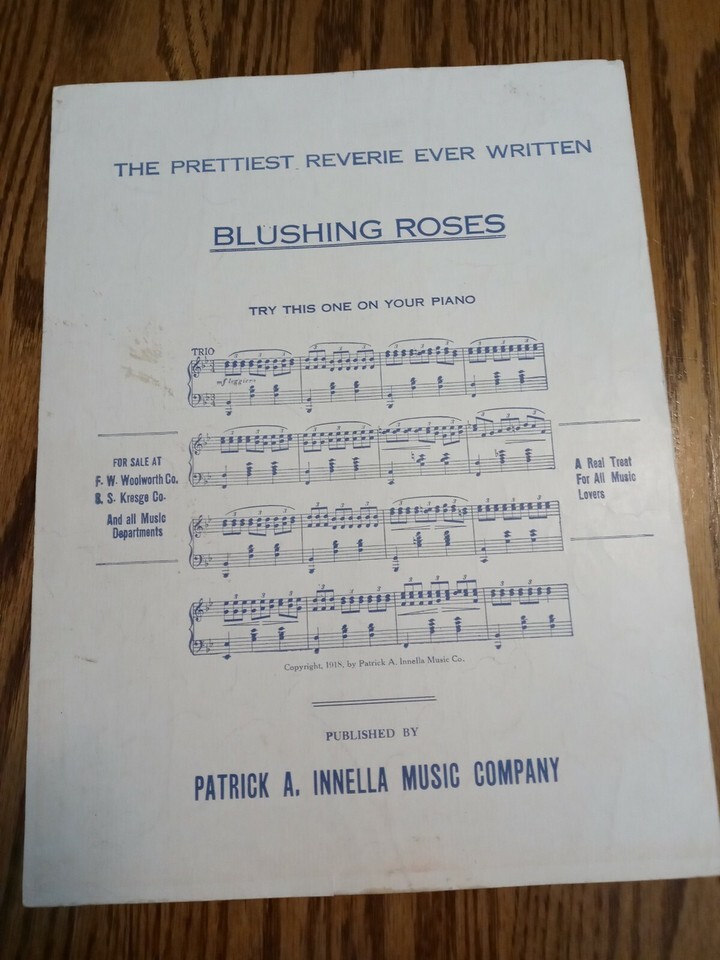 THE PRETTIEST REVERIE EVER WRITTEN
BLUSHING ROSES
TRY THIS ONE ON YOUR PIANO
TRIO
mf leggiero
FOR SALE AT
F. W. Woolworth Co.
S. S. Kresge Co.
And all Music
Departments
A Real Treat
For All Music
Lovers
Copyright, 1918, by Patrick A. Innella Music Co.
PUBLISHED BY
PATRICK A. INNELLA MUSIC COMPANY